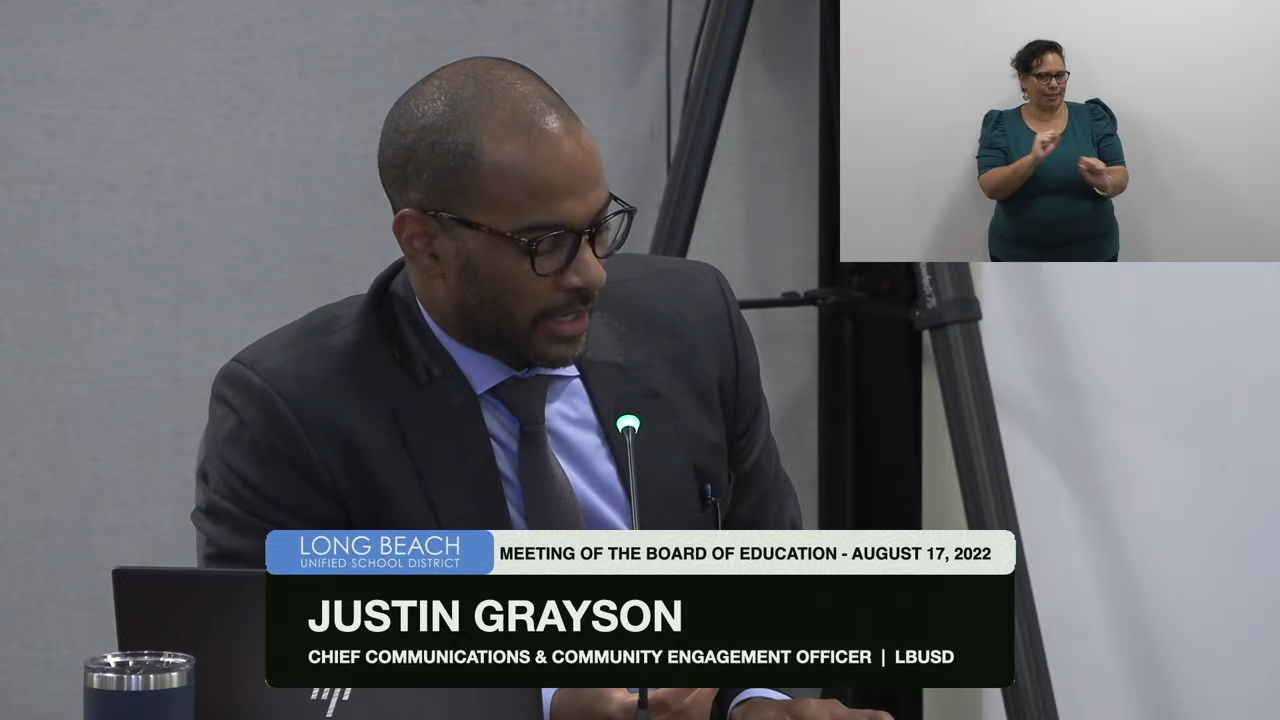 LONG BEACH
UNIFIED SCHOOL DISTRICT
MEETING OF THE BOARD OF EDUCATION - AUGUST 17, 2022
JUSTIN GRAYSON
CHIEF COMMUNICATIONS & COMMUNITY ENGAGEMENT OFFICER | LBUSD